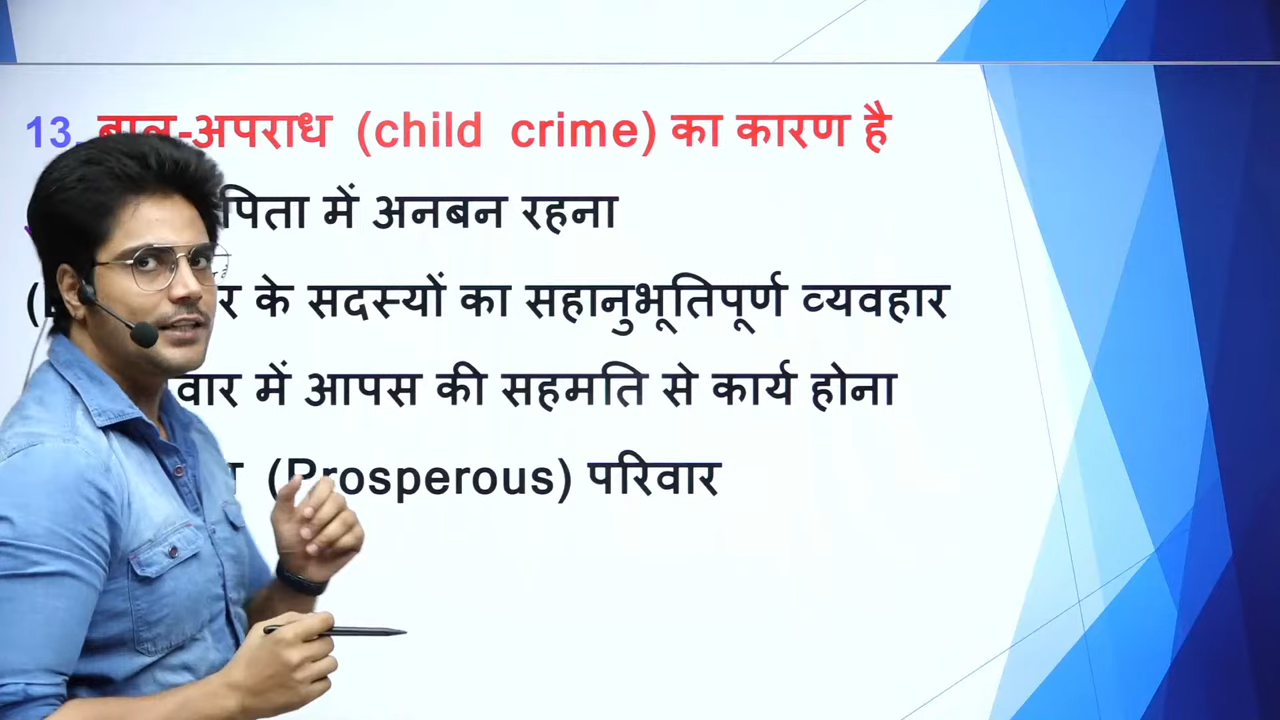 13. बाल-अपराध (child crime) का कारण है
पिता में अनबन रहना
के सदस्यों का सहानुभूतिपूर्ण व्यवहार
में आपस की सहमति से कार्य होना
(Prosperous) परिवार